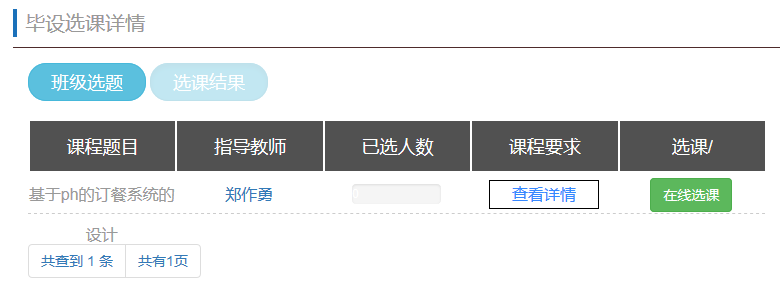 毕设选课详情
班级选题 选课结果
课程题目 指导教师 已选人数 课程要求 选课/
基于ph的订餐系统的 郑作勇 查看详情 在线选课
设计
共查到 1 条 共有1页